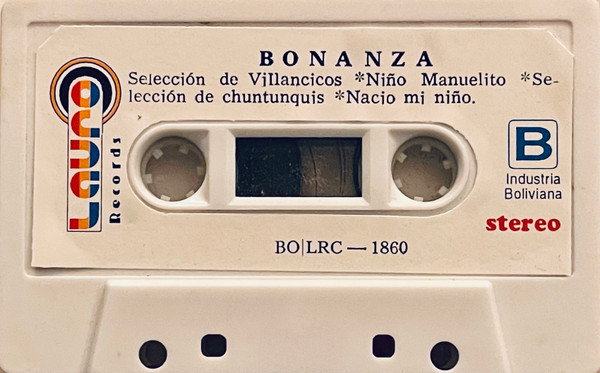 BONANZA
Selección de Villancicos *Niño Manuelito *Se-
lección de chuntunquis *Nacio mi niño.
Lauro
Records
B
Industria
Boliviana
stereo
BO|LRC — 1860